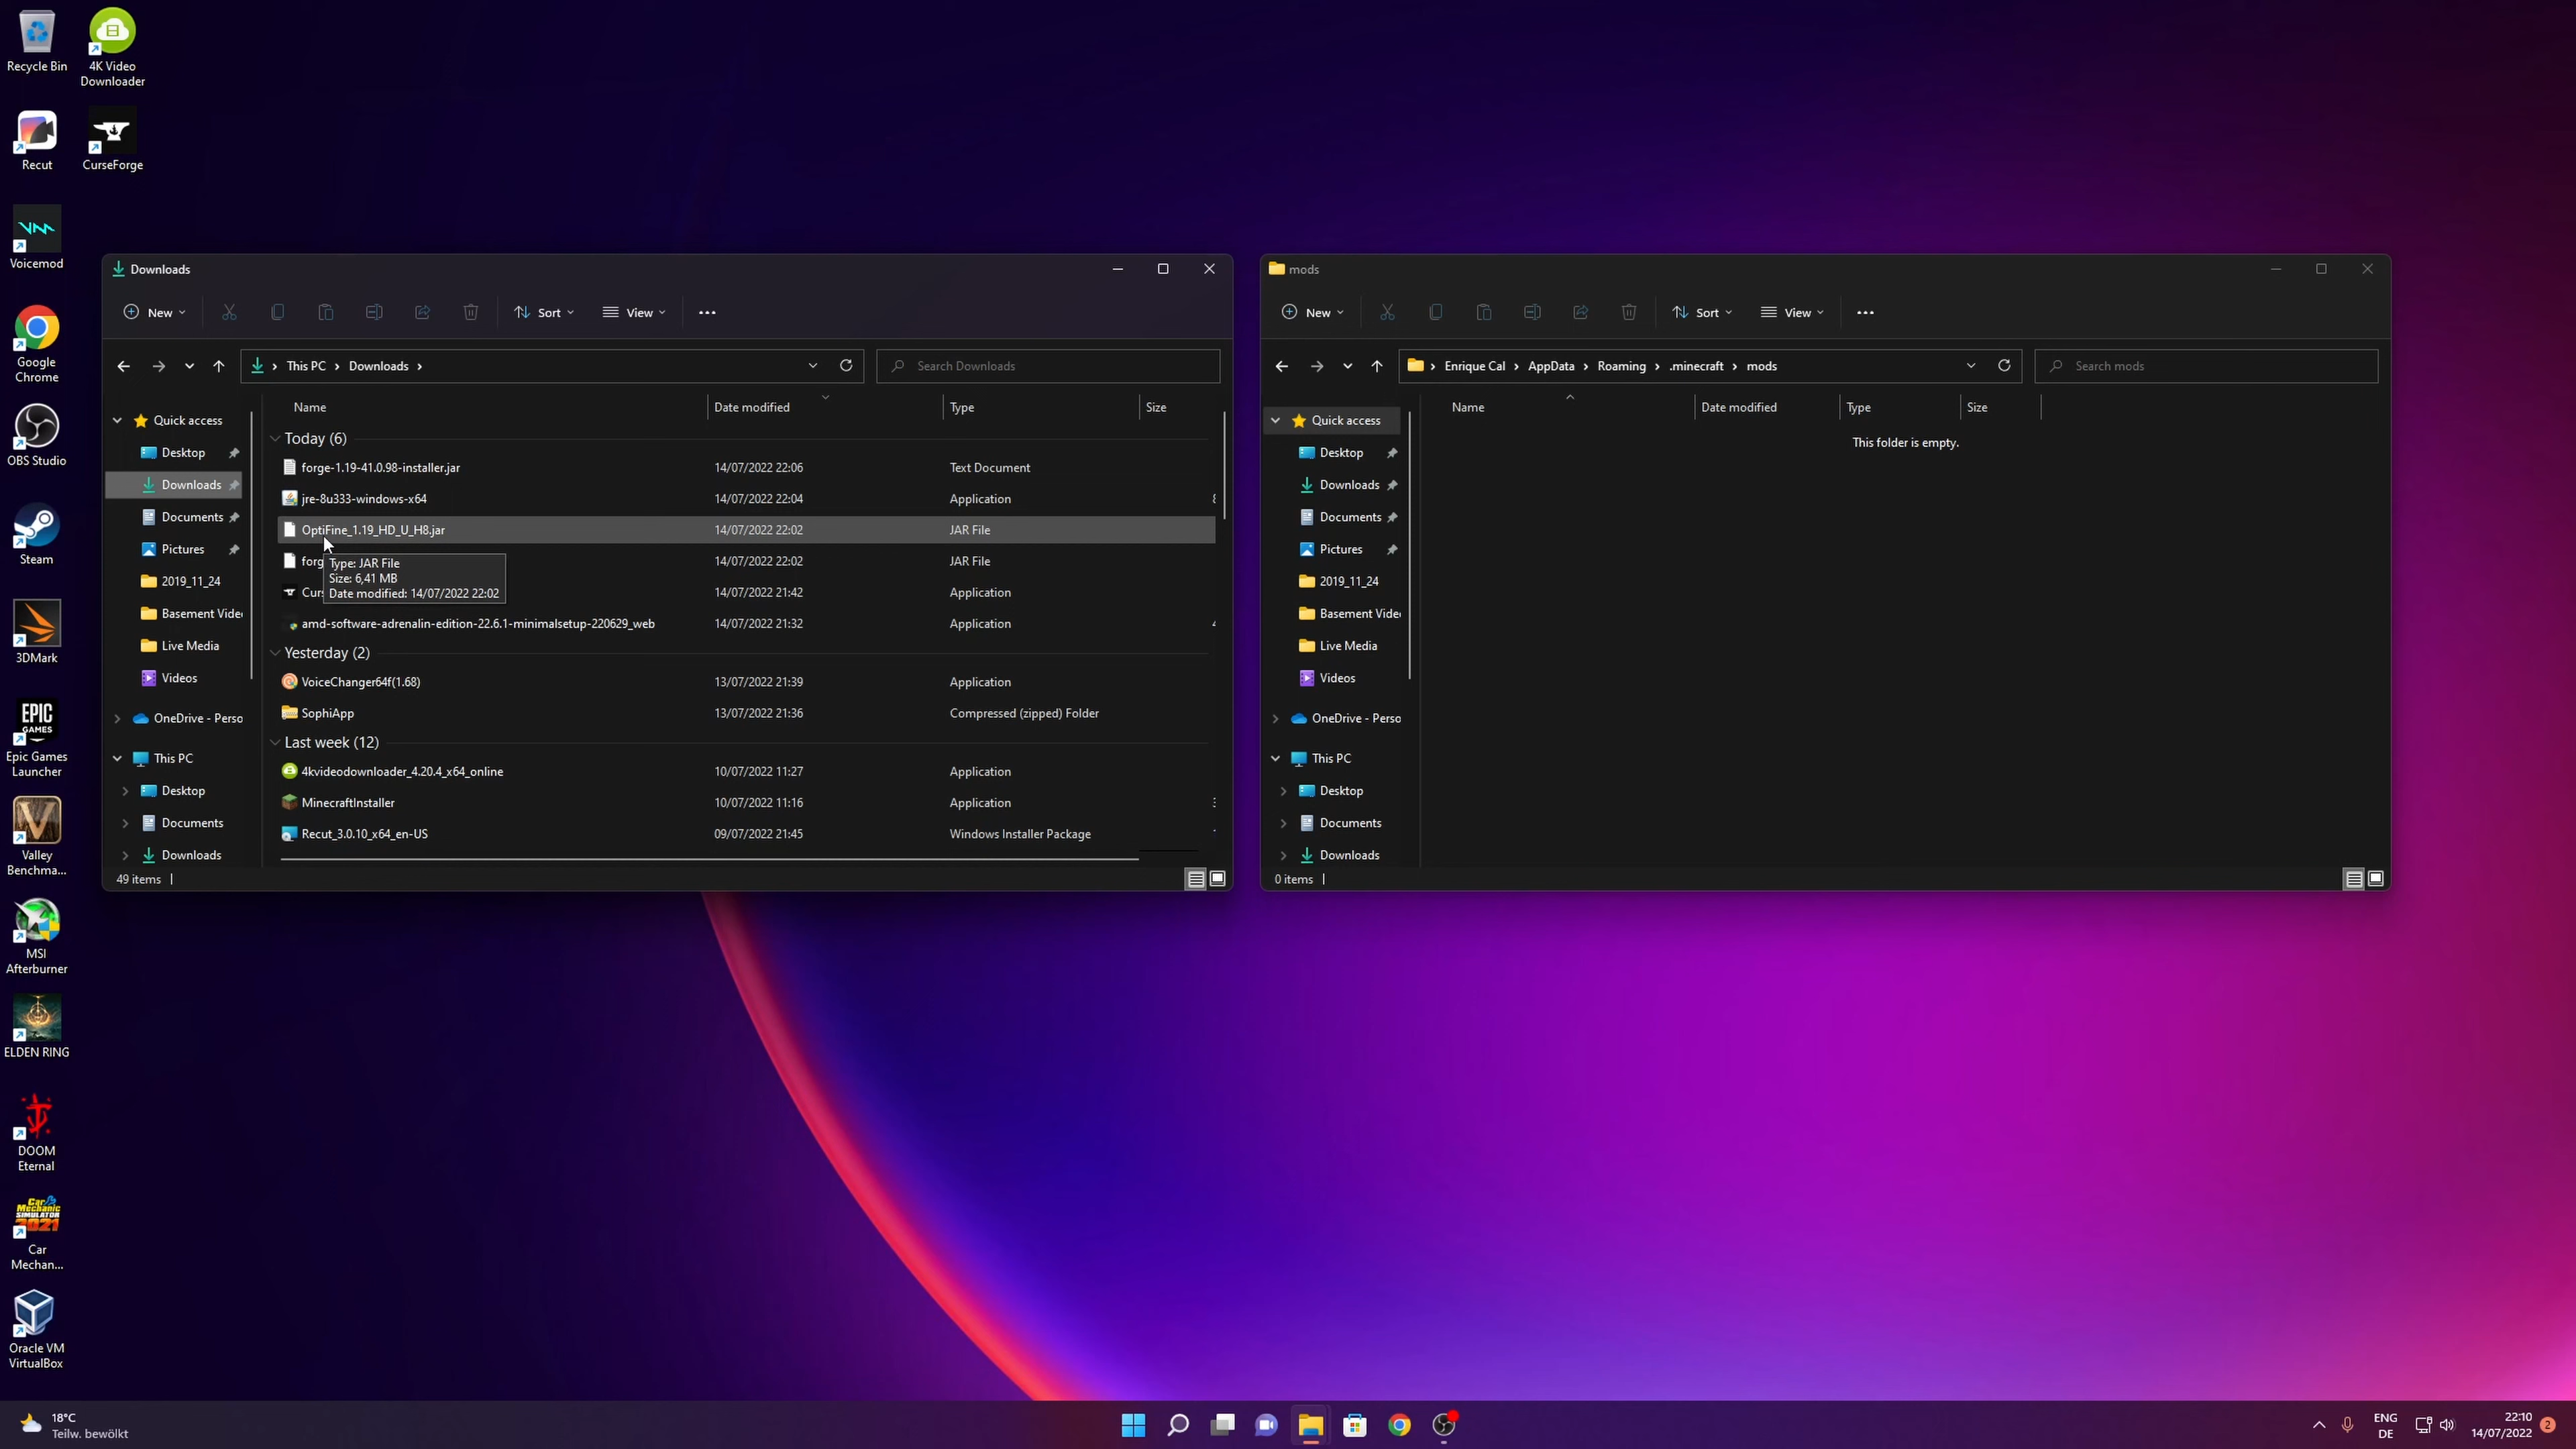 Recycle Bin
4K Video
Downloader
Recut
CurseForge
Voicemod
Google
Chrome
OBS Studio
Steam
3DMark
EPIC
GAMES
Epic Games
Launcher
Valley
Benchma...
MSI
Afterburner
ELDEN RING
DOOM
Eternal
Car
Mechanic
SIMULATOR
2021
Car
Mechan...
Oracle VM
VirtualBox
Downloads
New
Sort
View
This PC > Downloads >
Search Downloads
Quick access
Desktop
Downloads
Documents
Pictures
2019_11_24
Basement Vide
Live Media
Videos
OneDrive - Perso
This PC
Desktop
Documents
Downloads
Name Date modified Type Size
Today (6)
forge-1.19-41.0.98-installer.jar 14/07/2022 22:06 Text Document
jre-8u333-windows-x64 14/07/2022 22:04 Application
OptiFine_1.19_HD_U_H8.jar 14/07/2022 22:02 JAR File
forg 14/07/2022 22:02 JAR File
Curs 14/07/2022 21:42 Application
Type: JAR File
Size: 6,41 MB
Date modified: 14/07/2022 22:02
amd-software-adrenalin-edition-22.6.1-minimalsetup-220629_web 14/07/2022 21:32 Application
Yesterday (2)
VoiceChanger64f(1.68) 13/07/2022 21:39 Application
SophiApp 13/07/2022 21:36 Compressed (zipped) Folder
Last week (12)
4kvideodownloader_4.20.4_x64_online 10/07/2022 11:27 Application
MinecraftInstaller 10/07/2022 11:16 Application
Recut_3.0.10_x64_en-US 09/07/2022 21:45 Windows Installer Package
49 items
mods
New
Sort
View
Enrique Cal > AppData > Roaming > .minecraft > mods
Search mods
Quick access
Desktop
Downloads
Documents
Pictures
2019_11_24
Basement Vide
Live Media
Videos
OneDrive - Perso
This PC
Desktop
Documents
Downloads
Name Date modified Type Size
This folder is empty.
0 items
18°C
Teilw. bewölkt
ENG
DE
22:10
14/07/2022
2